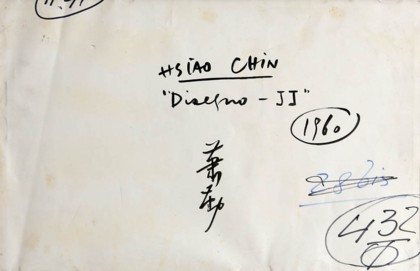 HSIAO CHIN
"Disegno - JJ"
1960
蕭勤
432